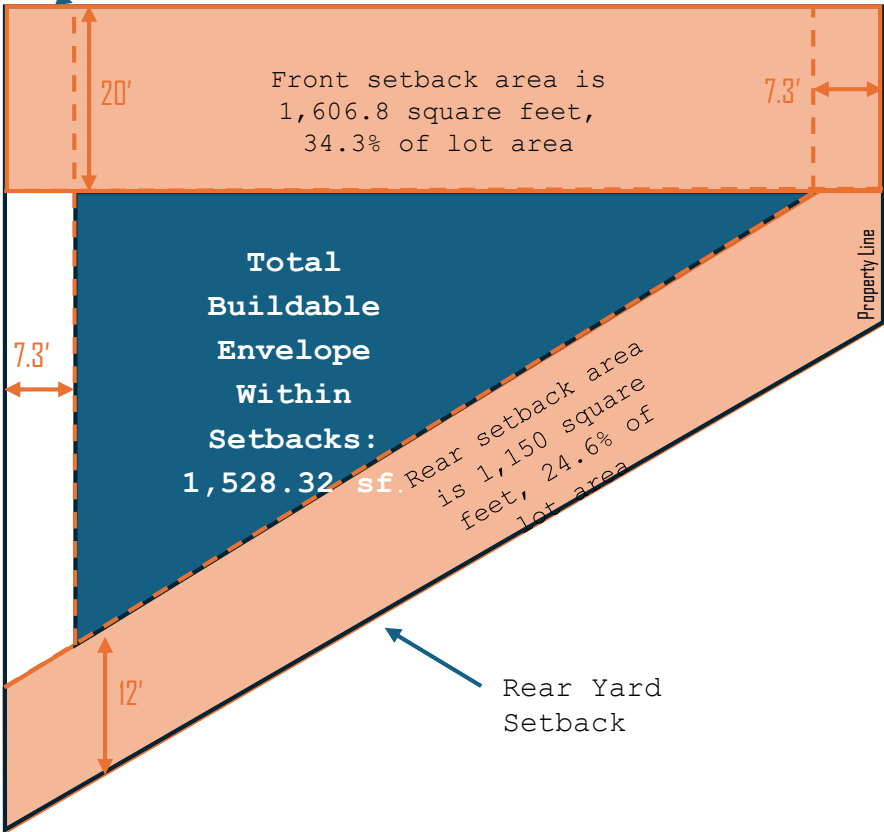 20'
Front setback area is
1,606.8 square feet,
34.3% of lot area
7.3'
Property Line
Total
Buildable
Envelope
Within
Setbacks:
1,528.32 sf.
7.3'
Rear setback area
is 1,150 square
feet, 24.6% of
lot area
12'
Rear Yard
Setback